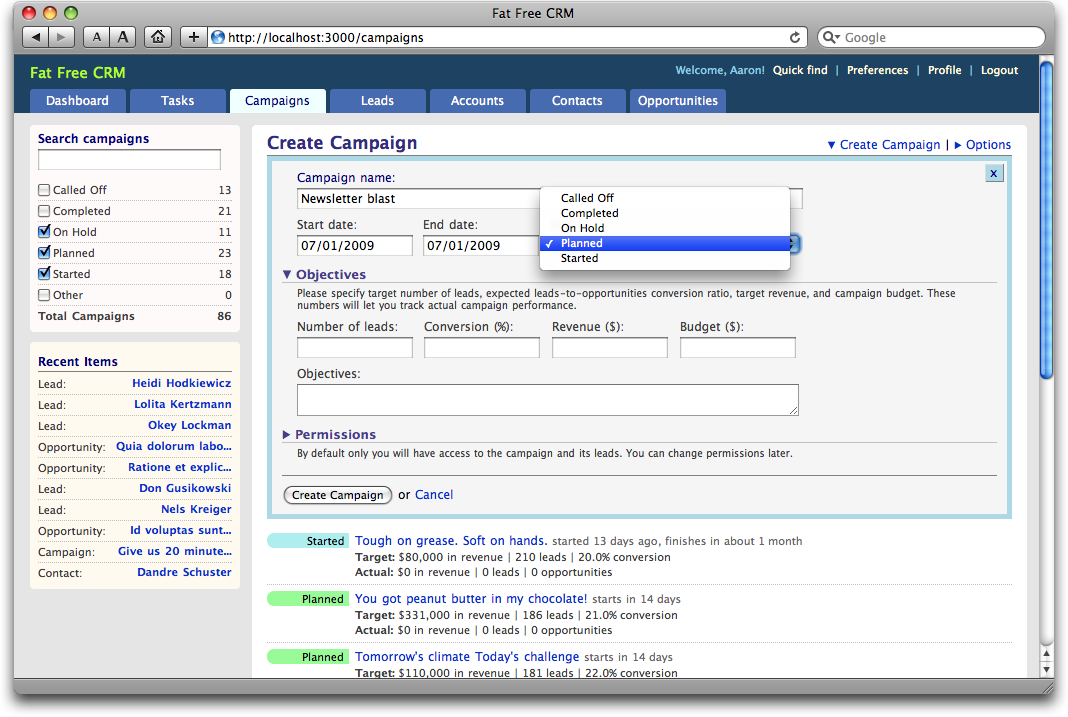 Fat Free CRM
A A + http://localhost:3000/campaigns Google
Fat Free CRM
Welcome, Aaron! Quick find | Preferences | Profile | Logout
Dashboard Tasks Campaigns Leads Accounts Contacts Opportunities
Search campaigns
Called Off 13
Completed 21
On Hold 11
Planned 23
Started 18
Other 0
Total Campaigns 86
Recent Items
Lead: Heidi Hodkiewicz
Lead: Lolita Kertzmann
Lead: Okey Lockman
Opportunity: Quia dolorum labo...
Opportunity: Ratione et explic...
Lead: Don Gusikowski
Lead: Nels Kreiger
Opportunity: Id voluptas sunt...
Campaign: Give us 20 minute...
Contact: Dandre Schuster
Create Campaign
▼ Create Campaign | ► Options
x
Campaign name:
Newsletter blast
Start date: End date:
07/01/2009 07/01/2009
Called Off
Completed
On Hold
✓ Planned
Started
▼ Objectives
Please specify target number of leads, expected leads-to-opportunities conversion ratio, target revenue, and campaign budget. These
numbers will let you track actual campaign performance.
Number of leads: Conversion (%): Revenue ($): Budget ($):
Objectives:
► Permissions
By default only you will have access to the campaign and its leads. You can change permissions later.
Create Campaign or Cancel
Started Tough on grease. Soft on hands. started 13 days ago, finishes in about 1 month
Target: $80,000 in revenue | 210 leads | 20.0% conversion
Actual: $0 in revenue | 0 leads | 0 opportunities
Planned You got peanut butter in my chocolate! starts in 14 days
Target: $331,000 in revenue | 186 leads | 21.0% conversion
Actual: $0 in revenue | 0 leads | 0 opportunities
Planned Tomorrow's climate Today's challenge starts in 14 days
Target: $110,000 in revenue | 181 leads | 22.0% conversion